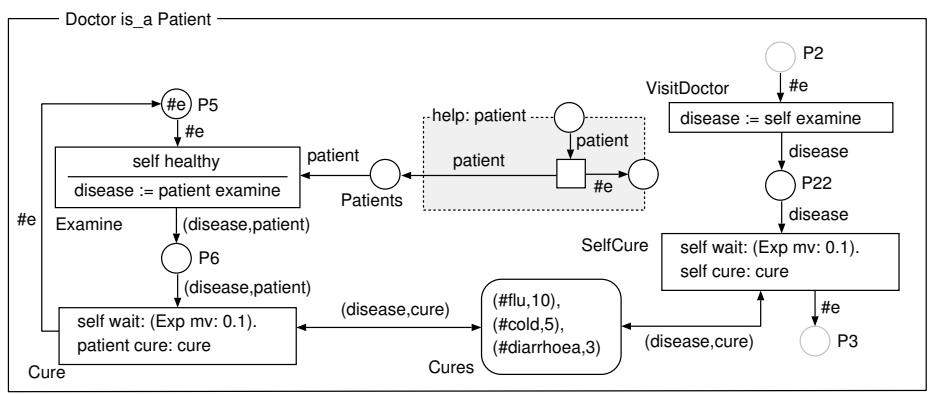 Doctor is_a Patient
P2
#e
VisitDoctor
disease := self examine
disease
P22
disease
SelfCure
self wait: (Exp mv: 0.1).
self cure: cure
#e
P3
#e
P5
#e
self healthy
disease := patient examine
Examine
patient
Patients
help: patient
patient
patient
#e
(disease,patient)
#e
P6
(disease,patient)
self wait: (Exp mv: 0.1).
patient cure: cure
Cure
(disease,cure)
(#flu,10),
(#cold,5),
(#diarrhoea,3)
Cures
(disease,cure)